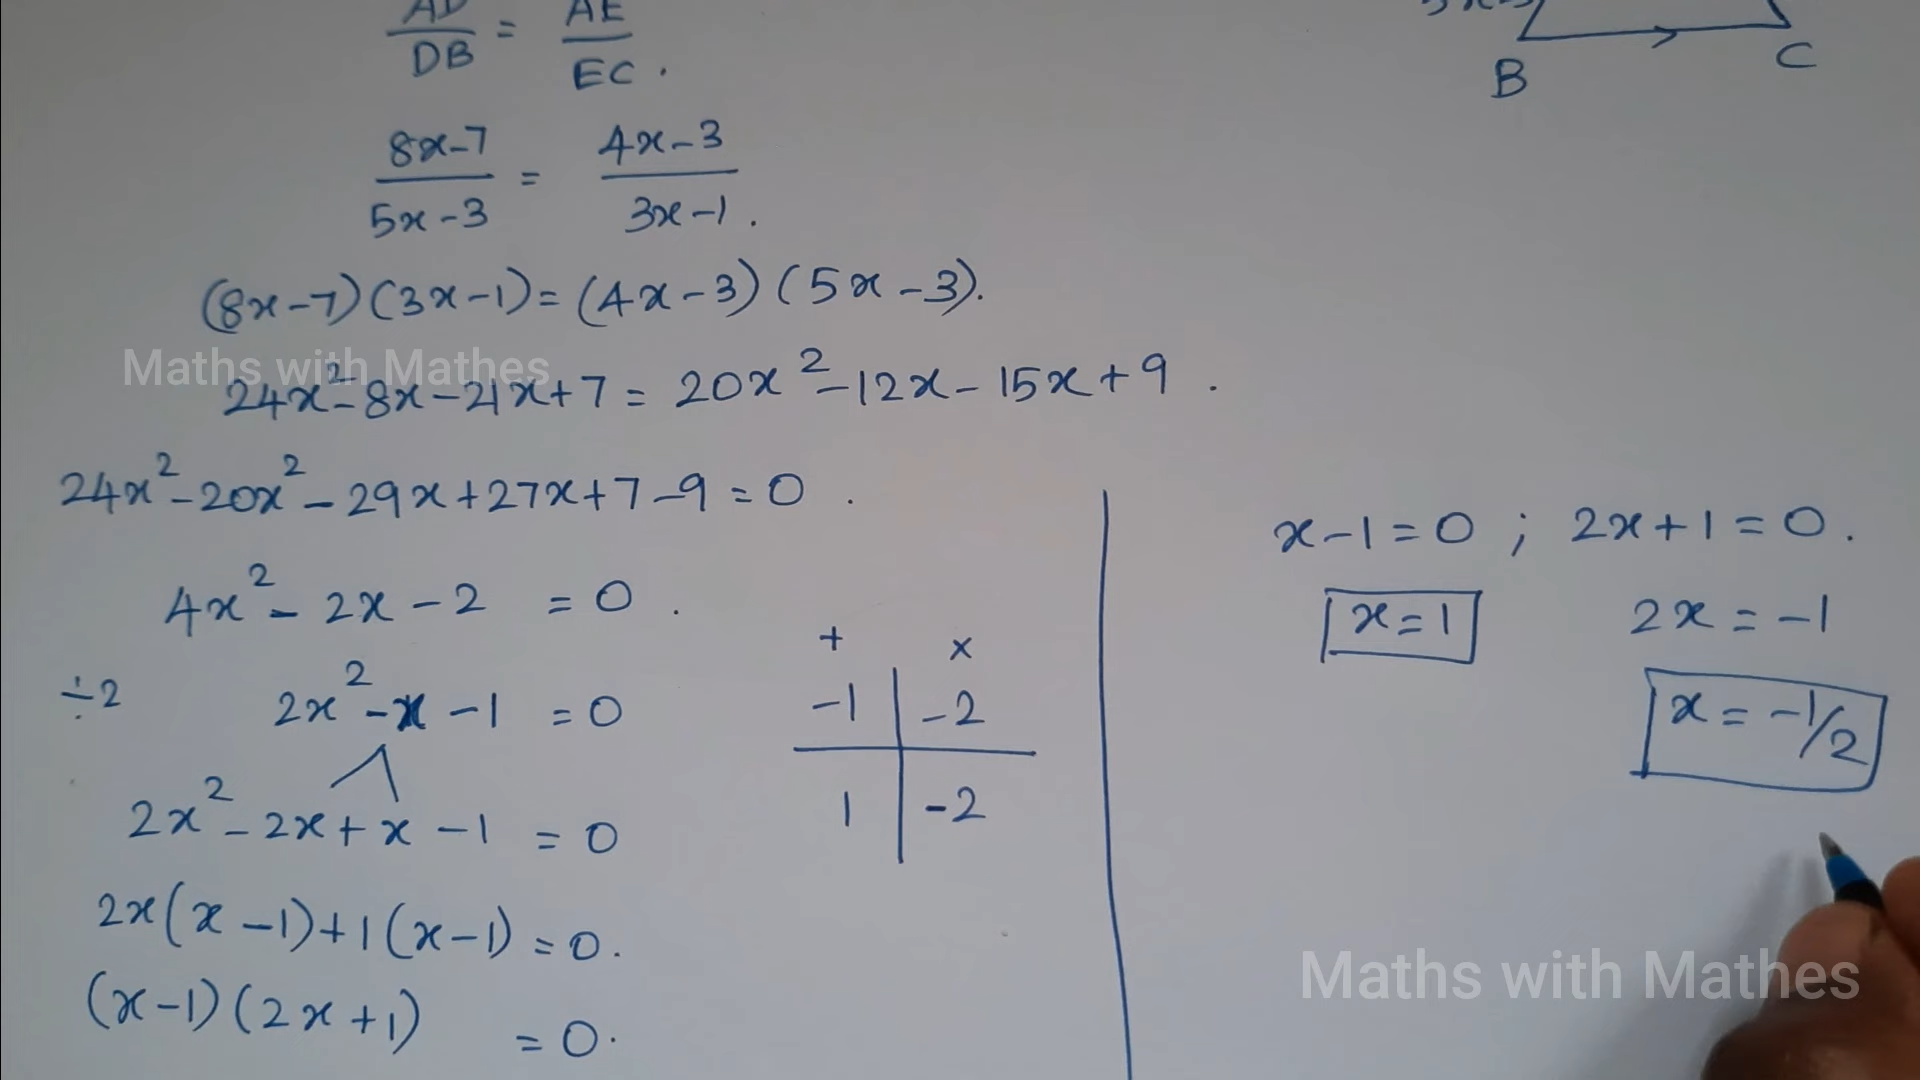 AD/DB = AE/EC .
B
C
8x-7/5x-3 = 4x-3/3x-1 .
(8x-7)(3x-1) = (4x-3)(5x-3).
Maths with Mathes
24x²-8x-21x+7 = 20x²-12x-15x+9 .
24x²-20x²-29x+27x+7-9=0 .
4x²-2x-2 = 0 .
÷2 2x²-x-1 = 0
2x²-2x+x-1 = 0
2x(x-1)+1(x-1) = 0.
(x-1)(2x+1) = 0.
+ x
-1 -2
1 -2
x-1=0 ; 2x+1=0.
x=1 2x = -1
x = -1/2
Maths with Mathes